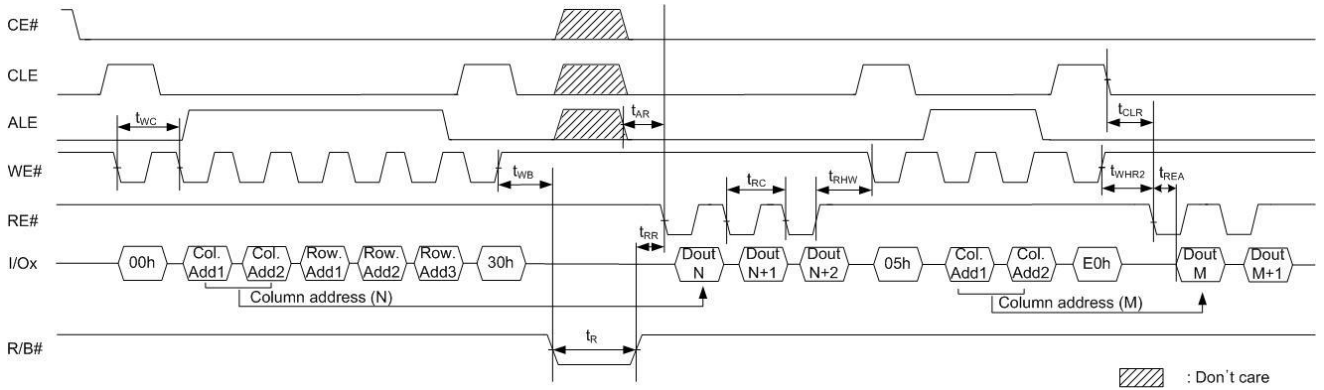 CE#
CLE
ALE
tAR
tCLR
tWC
WE#
tWB
tRC
tRHW
tWHR2
tREA
RE#
tRR
I/Ox
00h
Col. Add1
Col. Add2
Row. Add1
Row. Add2
Row. Add3
30h
Dout N
Dout N+1
Dout N+2
05h
Col. Add1
Col. Add2
E0h
Dout M
Dout M+1
Column address (N)
Column address (M)
R/B#
tR
: Don't care